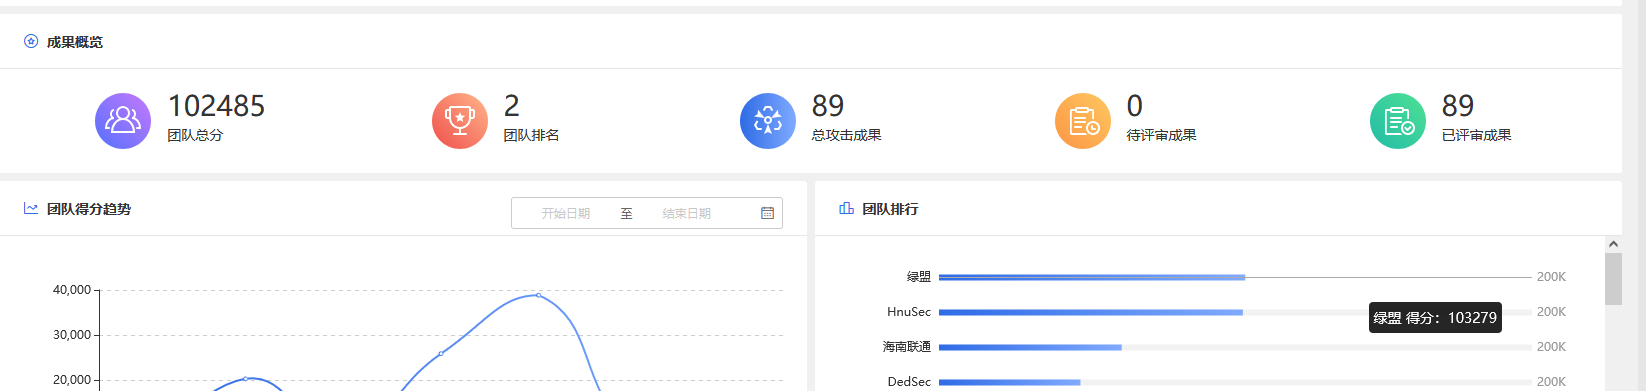 成果概览
102485
团队总分
2
团队排名
89
总攻击成果
0
待评审成果
89
已评审成果
团队得分趋势
开始日期 至 结束日期
40,000
30,000
20,000
团队排行
绿盟 200K
HnuSec 200K
绿盟 得分：103279
海南联通 200K
DedSec 200K